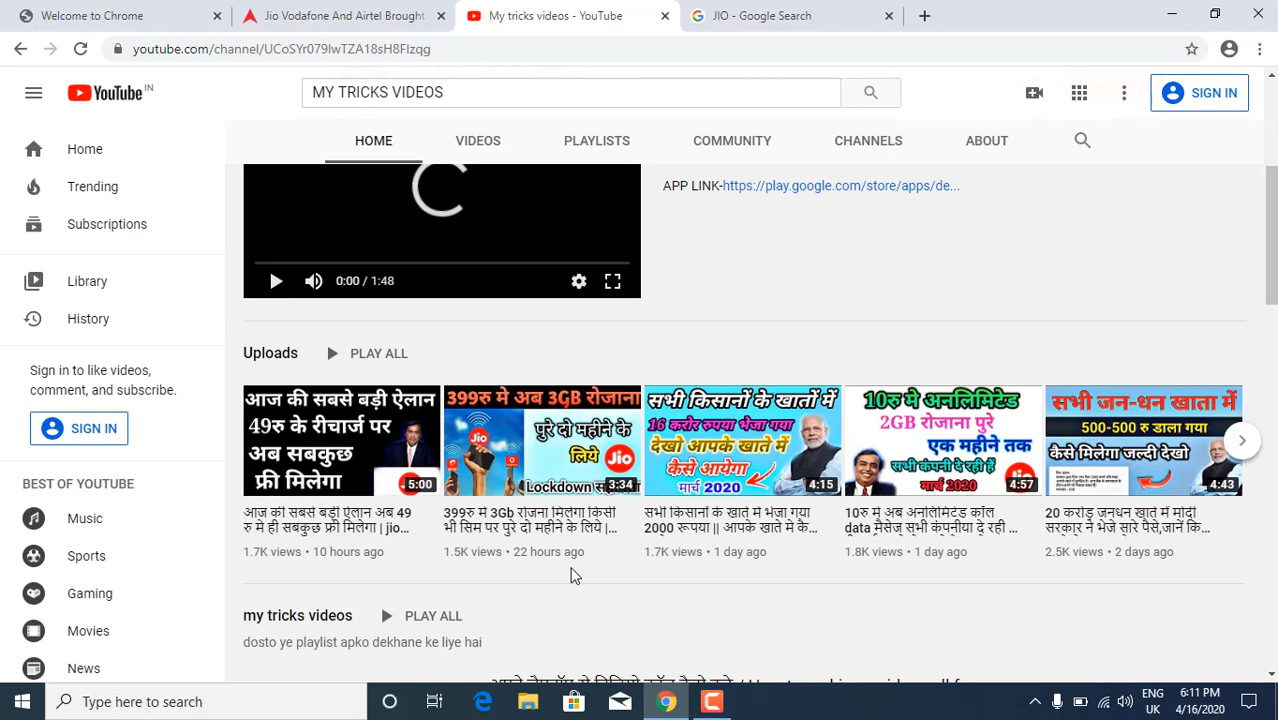 Welcome to Chrome
Jio Vodafone And Airtel Brought
My tricks videos - YouTube
JIO - Google Search
youtube.com/channel/UCoSYr079lwTZA18sH8FIzqg
YouTube IN
MY TRICKS VIDEOS
SIGN IN
HOME
VIDEOS
PLAYLISTS
COMMUNITY
CHANNELS
ABOUT
Home
Trending
Subscriptions
Library
History
Sign in to like videos,
comment, and subscribe.
SIGN IN
BEST OF YOUTUBE
Music
Sports
Gaming
Movies
News
0:00 / 1:48
APP LINK-https://play.google.com/store/apps/de...
Uploads
PLAY ALL
आज की सबसे बड़ी ऐलान
49रु के रीचार्ज पर
अब सबकुछ
फ्री मिलेगा
5:00
आज की सबसे बड़ी ऐलान अब 49
रु मे ही सबकुछ फ्री मिलेगा | jio...
1.7K views • 10 hours ago
399रु मे अब 3GB रोजाना
Jio
पुरे दो महीने के
लिये
Jio
Lockdown
3:34
399रु मे 3Gb रोजना मिलेगा किसी
भी सिम पर पुरे दो महीने के लिये |...
1.5K views • 22 hours ago
सभी किसानों के खातों में
16 करोर रुपया भेजा गया
देखो आपके खाते में
कैसे आयेगा
मार्च 2020
4:15
सभी किसानों के खाते में भेजा गया
2000 रूपया || आपके खाते मे कै...
1.7K views • 1 day ago
10रु मे अनलिमिटेड
2GB रोजाना पुरे
एक महीने तक
सभी कंपनी दे रही हैं
मार्च 2020
Jio
4:57
10रु मे अब अनलिमिटेड कॉल
data मैसेज सभी कंपनीया दे रही ...
1.8K views • 1 day ago
सभी जन-धन खाता में
500-500 रु डाला गया
कैसे मिलेगा जल्दी देखो
4:43
20 करोड़ जनधन खाते में मोदी
सरकार ने भेजे सारे पैसे,जानें कि...
2.5K views • 2 days ago
my tricks videos
PLAY ALL
dosto ye playlist apko dekhane ke liye hai
Type here to search
ENG
UK
6:11 PM
4/16/2020